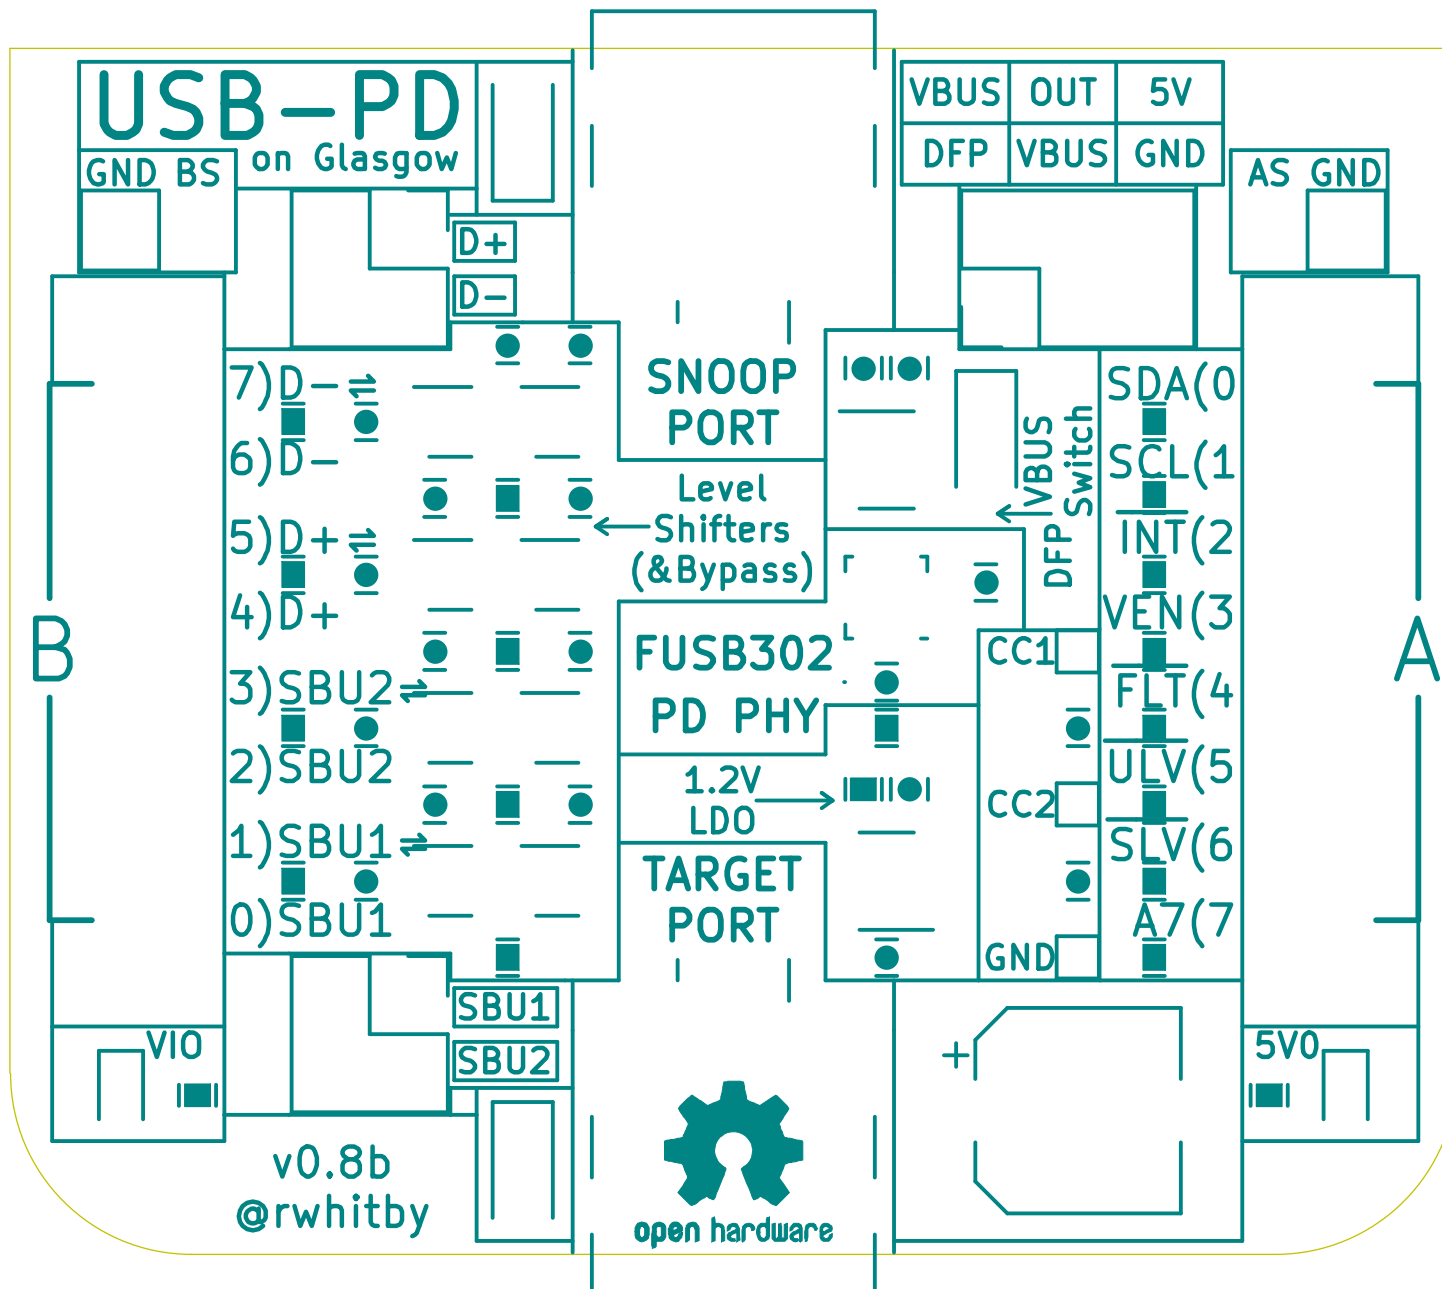 USB-PD
on Glasgow
GND BS
VBUS OUT 5V
DFP VBUS GND
AS GND
D+
D-
SNOOP
PORT
7)D-⇌
6)D-
5)D+⇌
4)D+
3)SBU2⇌
2)SBU2
1)SBU1⇌
0)SBU1
B
Level
Shifters
(&Bypass)
VBUS
Switch
DFP
FUSB302
PD PHY
1.2V
LDO
TARGET
PORT
CC1
CC2
GND
SDA(0
SCL(1
INT(2
VEN(3
FLT(4
ULV(5
SLV(6
A7(7
A
SBU1
SBU2
VIO
+
5V0
v0.8b
@rwhitby
open hardware